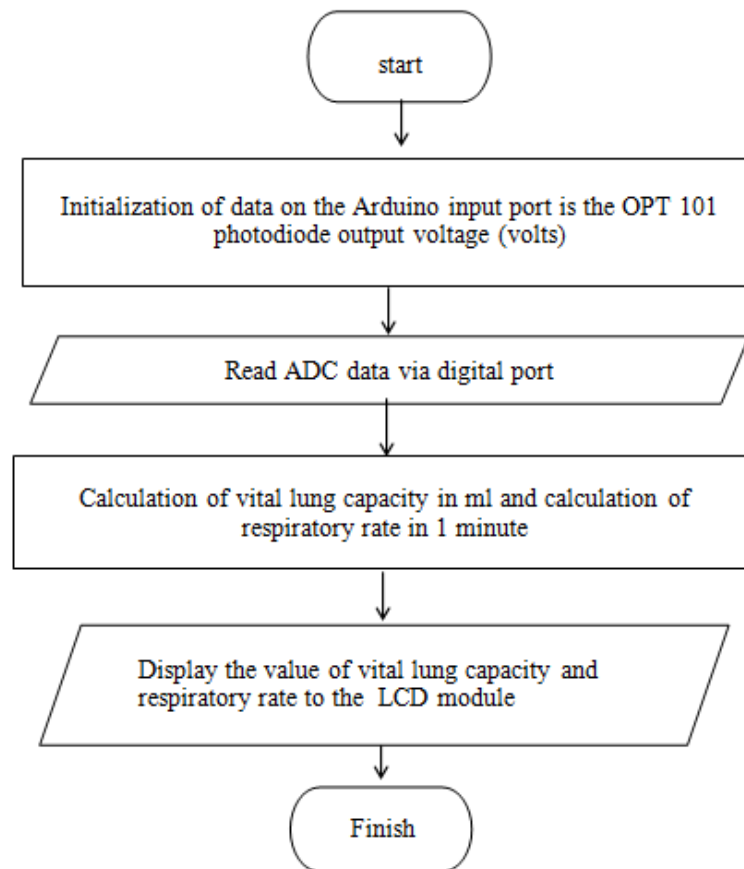 start
Initialization of data on the Arduino input port is the OPT 101
photodiode output voltage (volts)
Read ADC data via digital port
Calculation of vital lung capacity in ml and calculation of
respiratory rate in 1 minute
Display the value of vital lung capacity and
respiratory rate to the LCD module
Finish